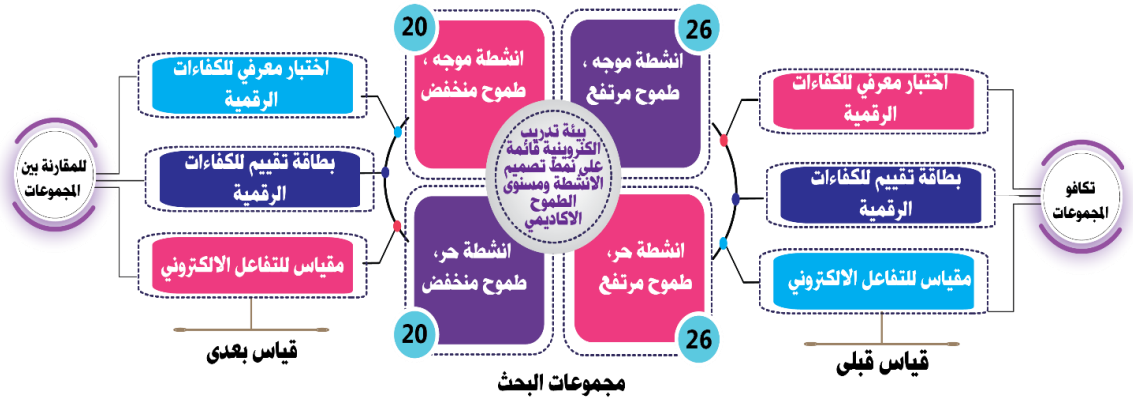 تكافو
المجموعات
اختبار معرفي للكفاءات
الرقمية
بطاقة تقييم للكفاءات
الرقمية
مقياس للتفاعل الالكتروني
قياس قبلى
26
انشطة موجه ،
طموح مرتفع
20
انشطة موجه ،
طموح منخفض
بيئة تدريب
الكترونية قائمة
على نمط تصميم
الانشطة ومستوى
الطموح
الاكاديمي
انشطة حر،
طموح مرتفع
26
انشطة حر،
طموح منخفض
20
مجموعات البحث
اختبار معرفي للكفاءات
الرقمية
بطاقة تقييم للكفاءات
الرقمية
مقياس للتفاعل الالكتروني
قياس بعدى
للمقارنة بين
المجموعات